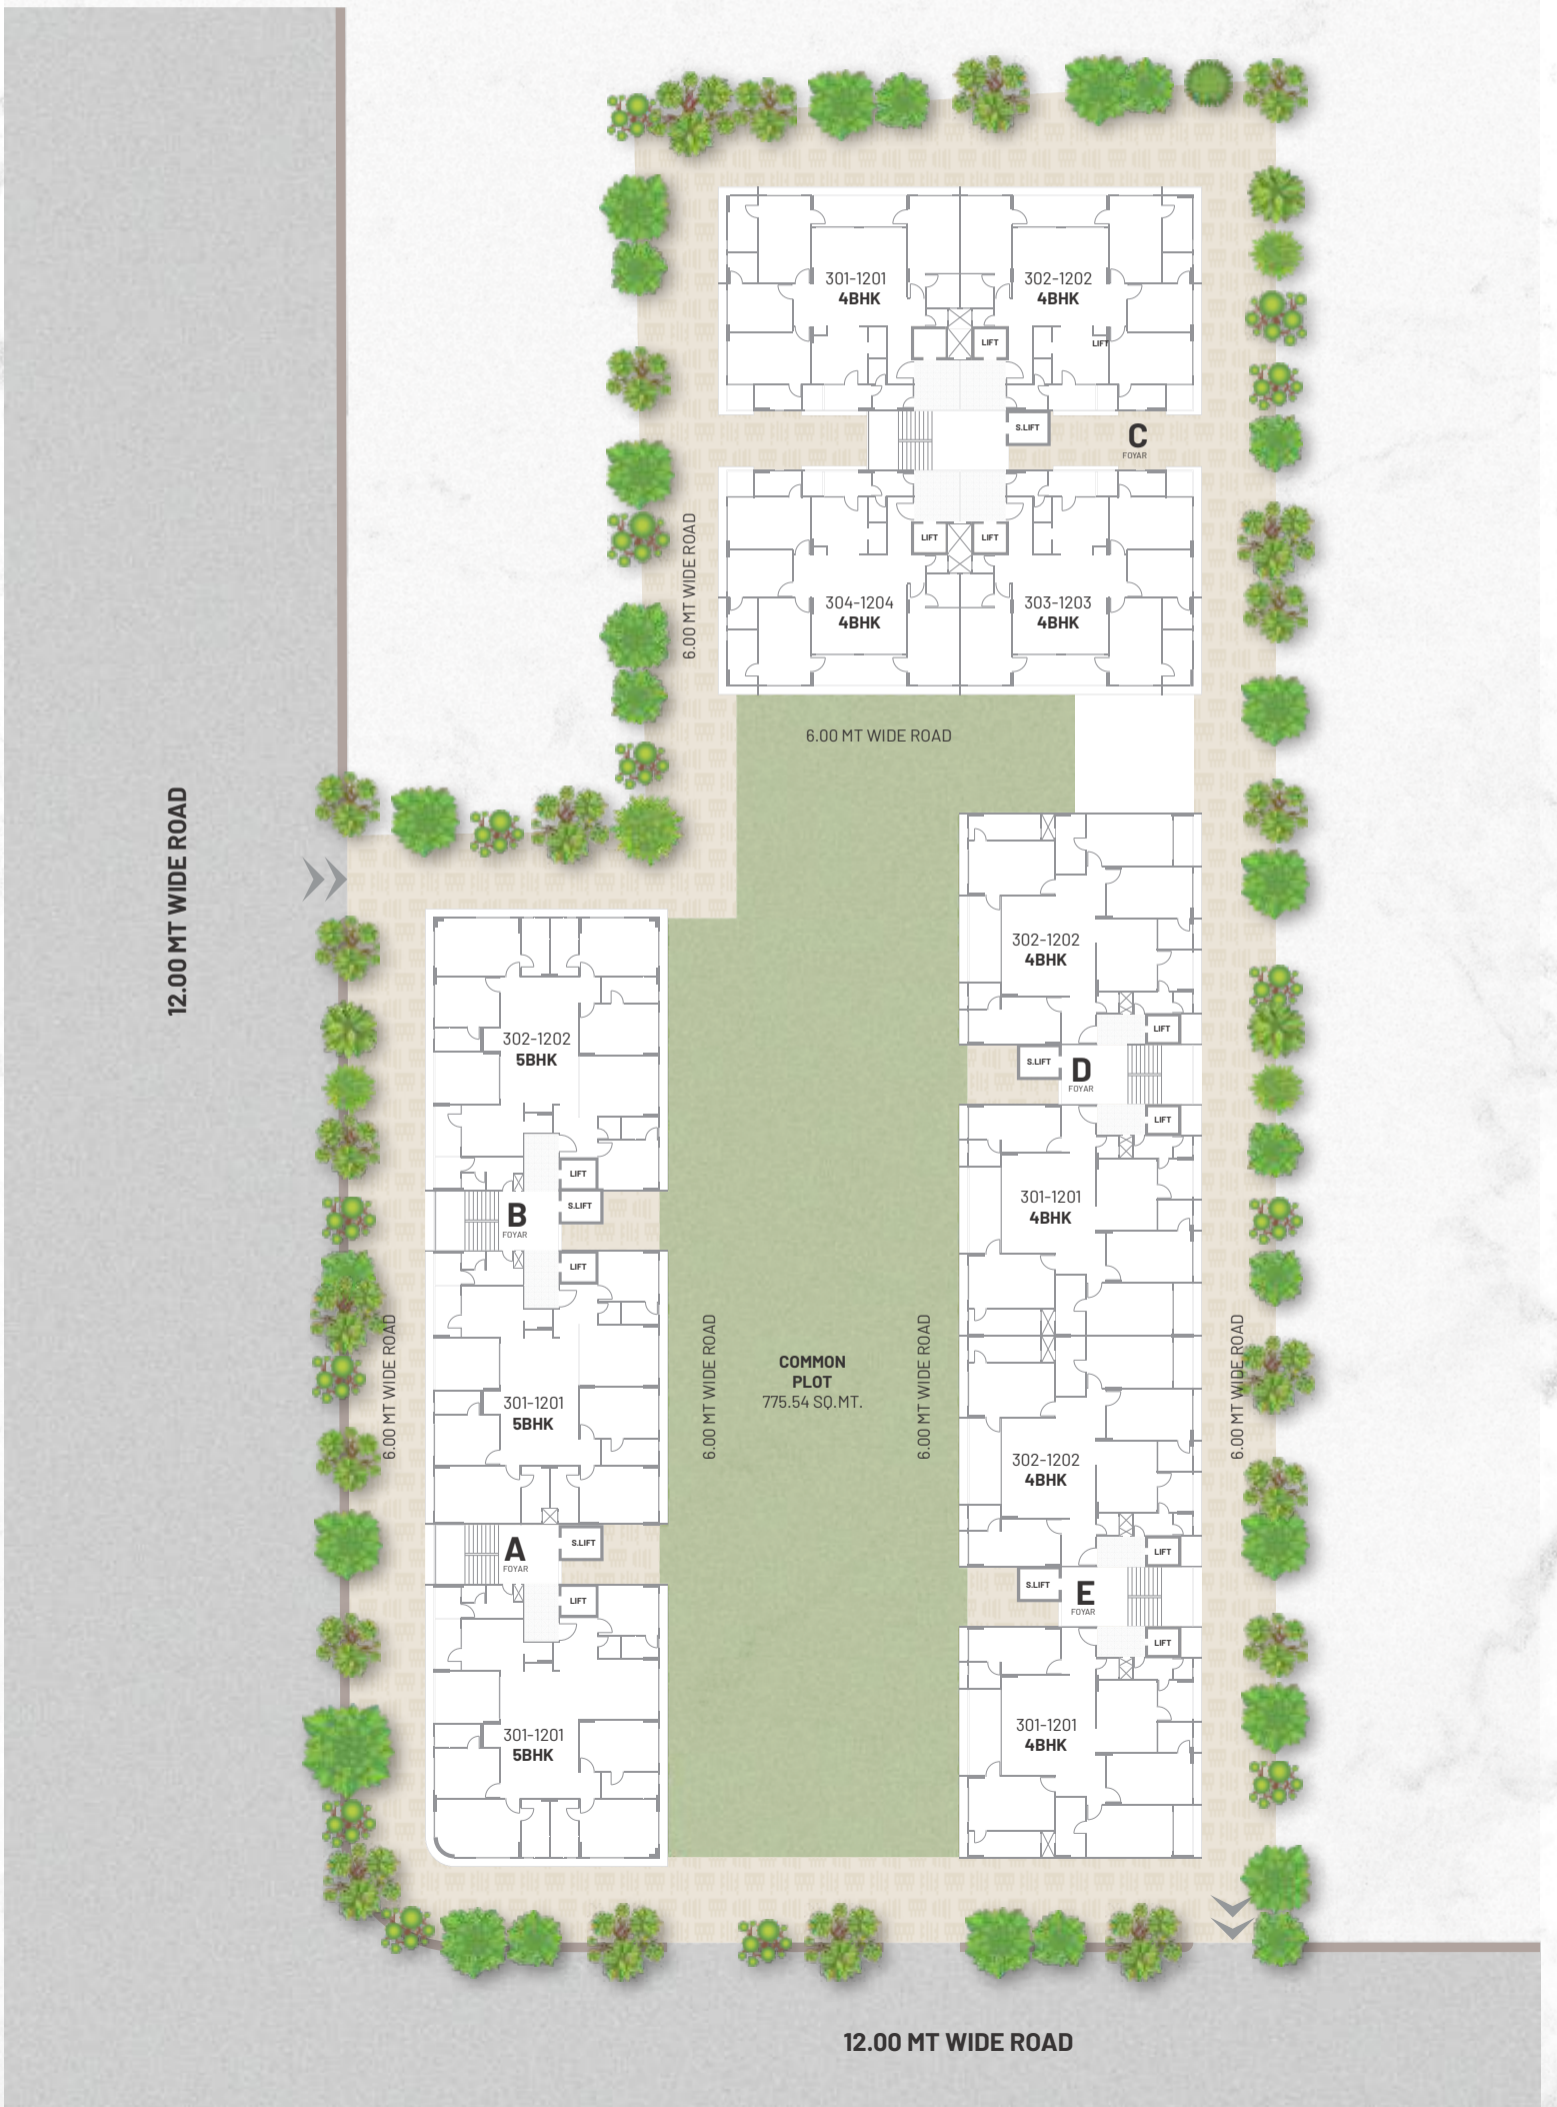 301-1201
4BHK
302-1202
4BHK
LIFT
LIFT
S.LIFT
C
FOYAR
LIFT
LIFT
304-1204
4BHK
303-1203
4BHK
6.00 MT WIDE ROAD
6.00 MT WIDE ROAD
12.00 MT WIDE ROAD
302-1202
5BHK
LIFT
S.LIFT
B
FOYAR
LIFT
301-1201
5BHK
6.00 MT WIDE ROAD
S.LIFT
A
FOYAR
LIFT
301-1201
5BHK
6.00 MT WIDE ROAD
COMMON
PLOT
775.54 SQ.MT.
6.00 MT WIDE ROAD
302-1202
4BHK
LIFT
S.LIFT
D
FOYAR
LIFT
301-1201
4BHK
6.00 MT WIDE ROAD
302-1202
4BHK
LIFT
S.LIFT
E
FOYAR
LIFT
301-1201
4BHK
12.00 MT WIDE ROAD